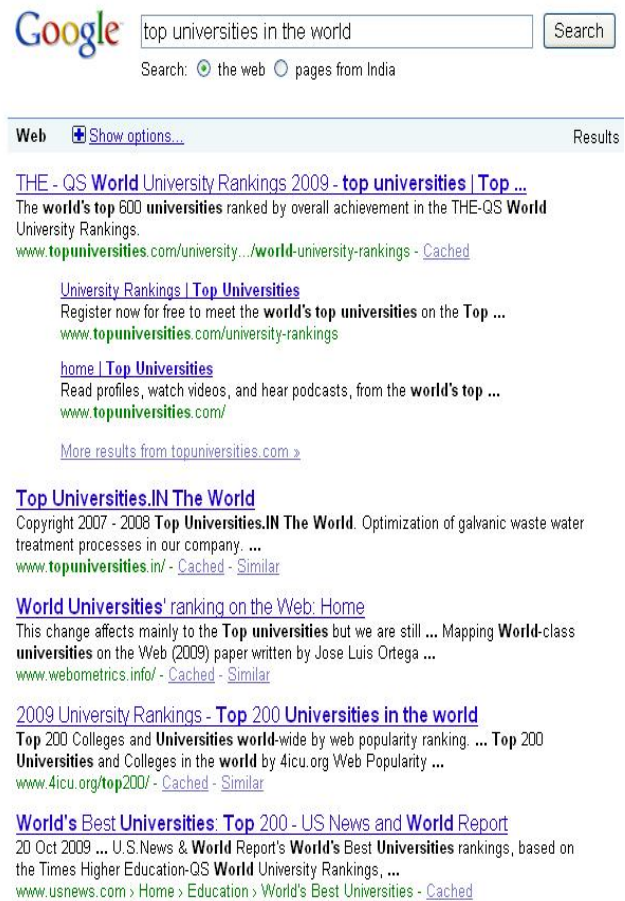 Google
top universities in the world
Search
Search: the web pages from India
Web Show options... Results
THE - QS World University Rankings 2009 - top universities | Top ...
The world's top 600 universities ranked by overall achievement in the THE-QS World
University Rankings.
www.topuniversities.com/university.../world-university-rankings - Cached
University Rankings | Top Universities
Register now for free to meet the world's top universities on the Top ...
www.topuniversities.com/university-rankings
home | Top Universities
Read profiles, watch videos, and hear podcasts, from the world's top ...
www.topuniversities.com/
More results from topuniversities.com »
Top Universities.IN The World
Copyright 2007 - 2008 Top Universities.IN The World. Optimization of galvanic waste water
treatment processes in our company. ...
www.topuniversities.in/ - Cached - Similar
World Universities' ranking on the Web: Home
This change affects mainly to the Top universities but we are still ... Mapping World-class
universities on the Web (2009) paper written by Jose Luis Ortega ...
www.webometrics.info/ - Cached - Similar
2009 University Rankings - Top 200 Universities in the world
Top 200 Colleges and Universities world-wide by web popularity ranking. ... Top 200
Universities and Colleges in the world by 4icu.org Web Popularity ...
www.4icu.org/top200/ - Cached - Similar
World's Best Universities: Top 200 - US News and World Report
20 Oct 2009 ... U.S.News & World Report's World's Best Universities rankings, based on
the Times Higher Education-QS World University Rankings, ...
www.usnews.com › Home › Education › World's Best Universities - Cached